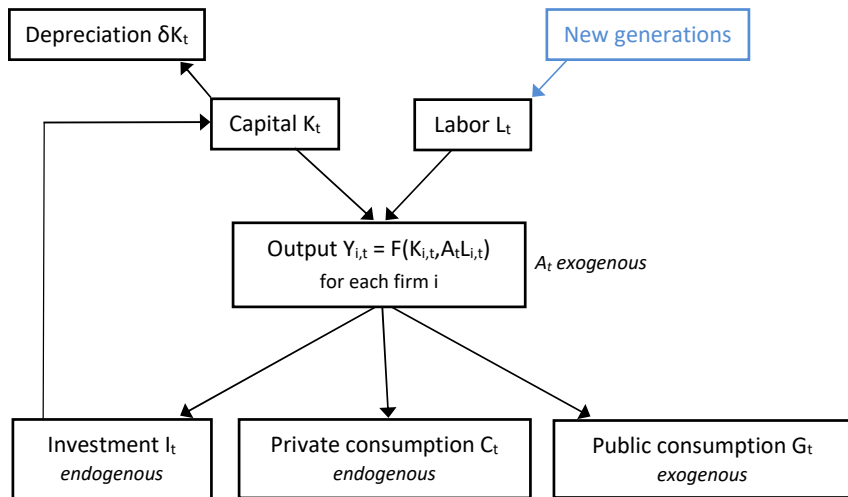 Depreciation δKₜ
New generations
Capital Kₜ
Labor Lₜ
Output Yᵢ,ₜ = F(Kᵢ,ₜ,AₜLᵢ,ₜ)
for each firm i
Aₜ exogenous
Investment Iₜ
endogenous
Private consumption Cₜ
endogenous
Public consumption Gₜ
exogenous